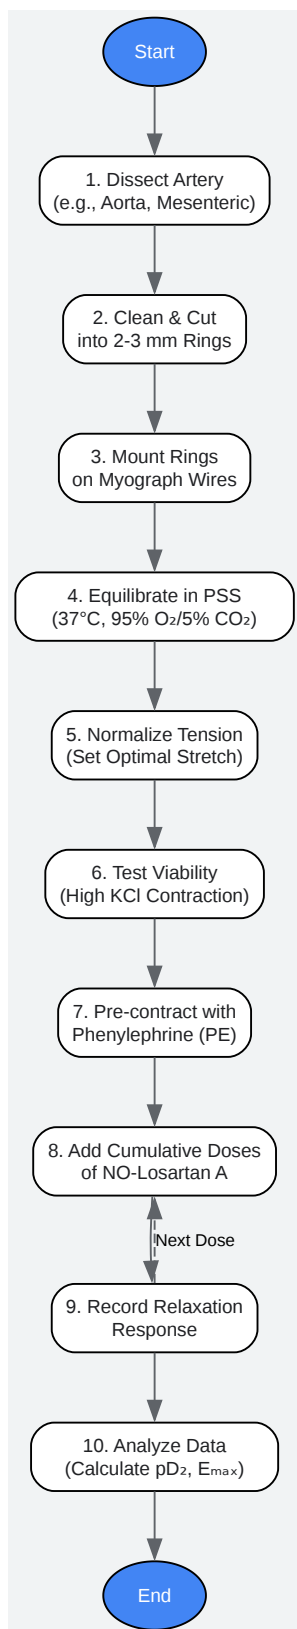 Start
1. Dissect Artery
(e.g., Aorta, Mesenteric)
2. Clean & Cut
into 2-3 mm Rings
3. Mount Rings
on Myograph Wires
4. Equilibrate in PSS
(37°C, 95% O₂/5% CO₂)
5. Normalize Tension
(Set Optimal Stretch)
6. Test Viability
(High KCl Contraction)
7. Pre-contract with
Phenylephrine (PE)
8. Add Cumulative Doses
of NO-Losartan A
Next Dose
9. Record Relaxation
Response
10. Analyze Data
(Calculate pD₂, Eₘₐₓ)
End